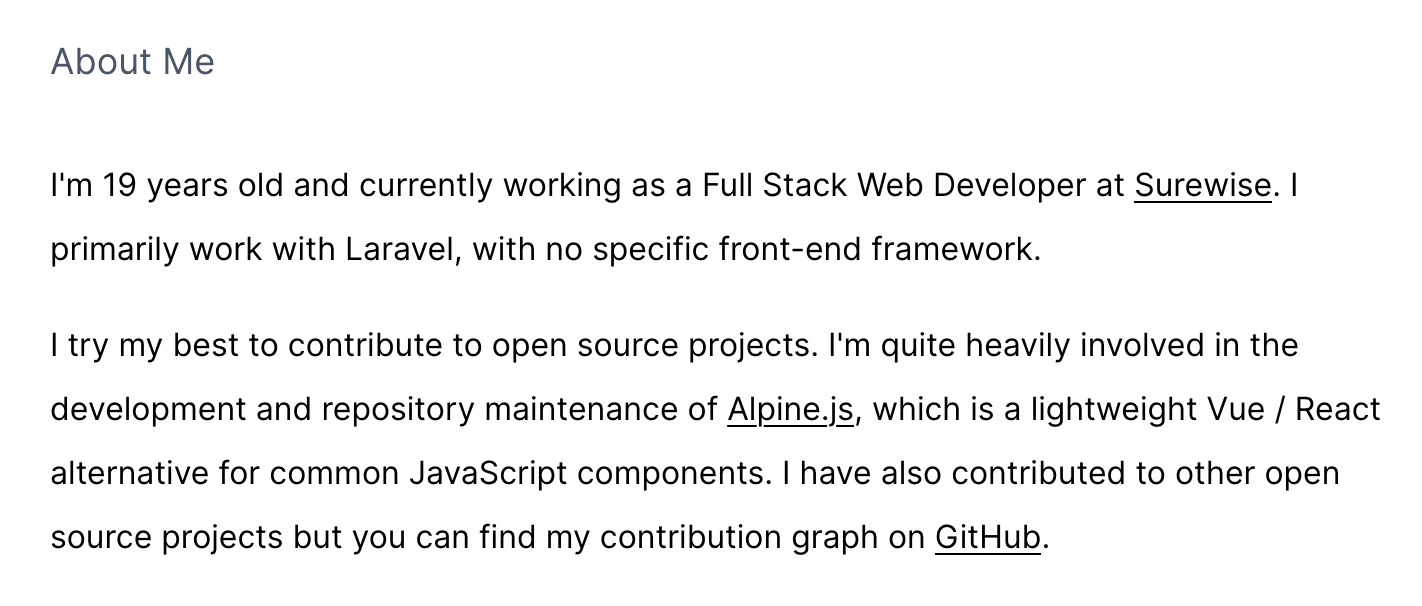 About Me
I'm 19 years old and currently working as a Full Stack Web Developer at Surewise. I
primarily work with Laravel, with no specific front-end framework.
I try my best to contribute to open source projects. I'm quite heavily involved in the
development and repository maintenance of Alpine.js, which is a lightweight Vue / React
alternative for common JavaScript components. I have also contributed to other open
source projects but you can find my contribution graph on GitHub.